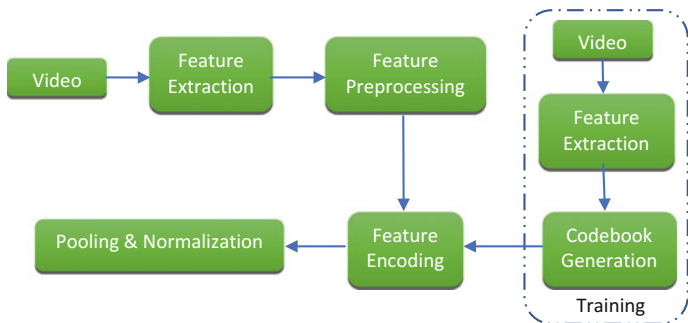 Video
Feature
Extraction
Feature
Preprocessing
Pooling & Normalization
Feature
Encoding
Video
Feature
Extraction
Codebook
Generation
Training